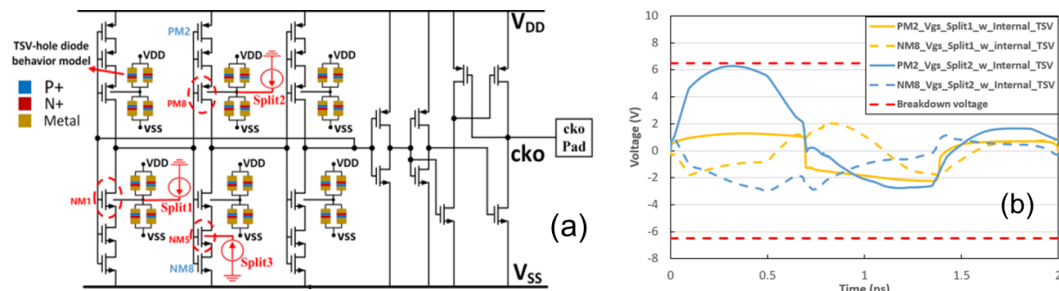 (a)
TSV-hole diode
behavior model
P+
N+
Metal
PM2
VDD
VDD
VDD
VDD
PM8
Split2
VSS
VSS
VDD
VDD
VDD
NM1
Split1
VSS
NM5
VSS
Split3
NM8
cko
cko
Pad
VSS
VSS
(b)
Voltage (V)
10
8
6
4
2
0
-2
-4
-6
-8
0
0.5
1
1.5
2
Time (ns)
PM2_Vgs_Split1_w_Internal_TSV
NM8_Vgs_Split1_w_internal_TSV
PM2_Vgs_Split2_w_Internal_TSV
NM8_Vgs_Split2_w_Internal_TSV
Breakdown voltage